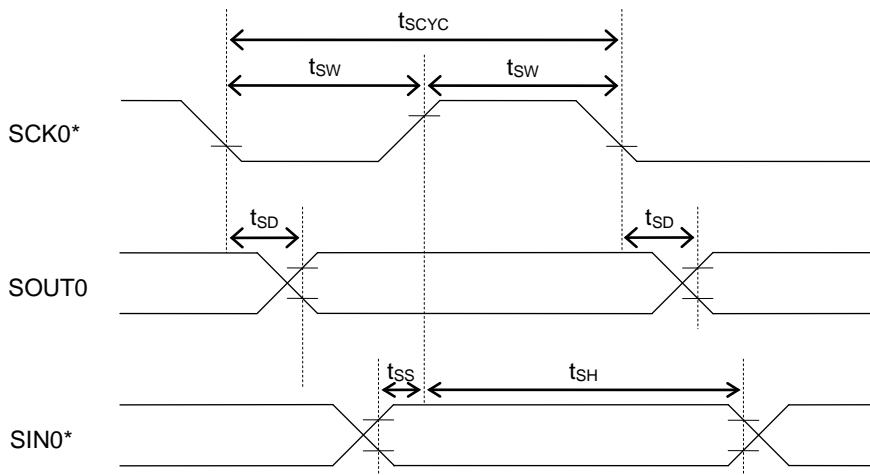 tSCYC
tSW tSW
SCK0*
tSD tSD
SOUT0
tSS tSH
SIN0*